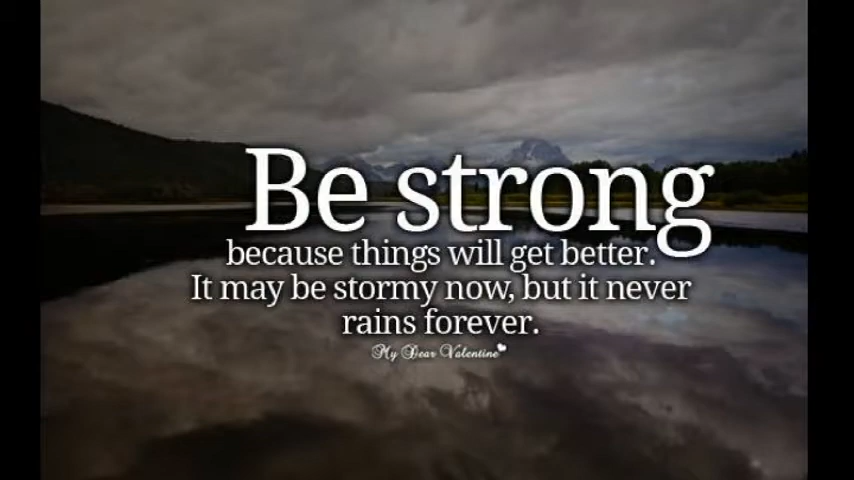 Be strong
because things will get better.
It may be stormy now, but it never
rains forever.
My Dear Valentine